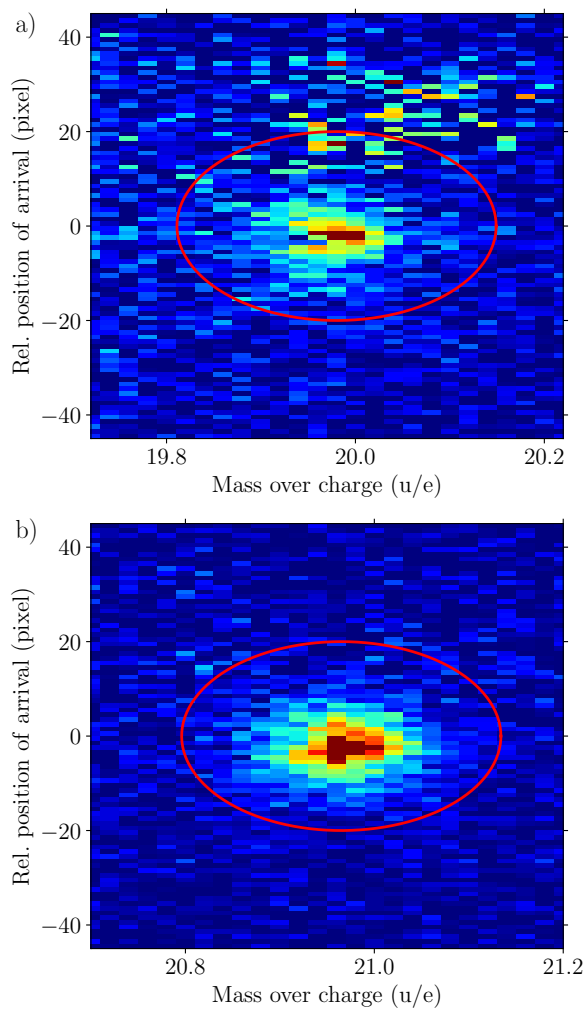 a)
Rel. position of arrival (pixel)
40
20
0
−20
−40
19.8 20.0 20.2
Mass over charge (u/e)
b)
Rel. position of arrival (pixel)
40
20
0
−20
−40
20.8 21.0 21.2
Mass over charge (u/e)